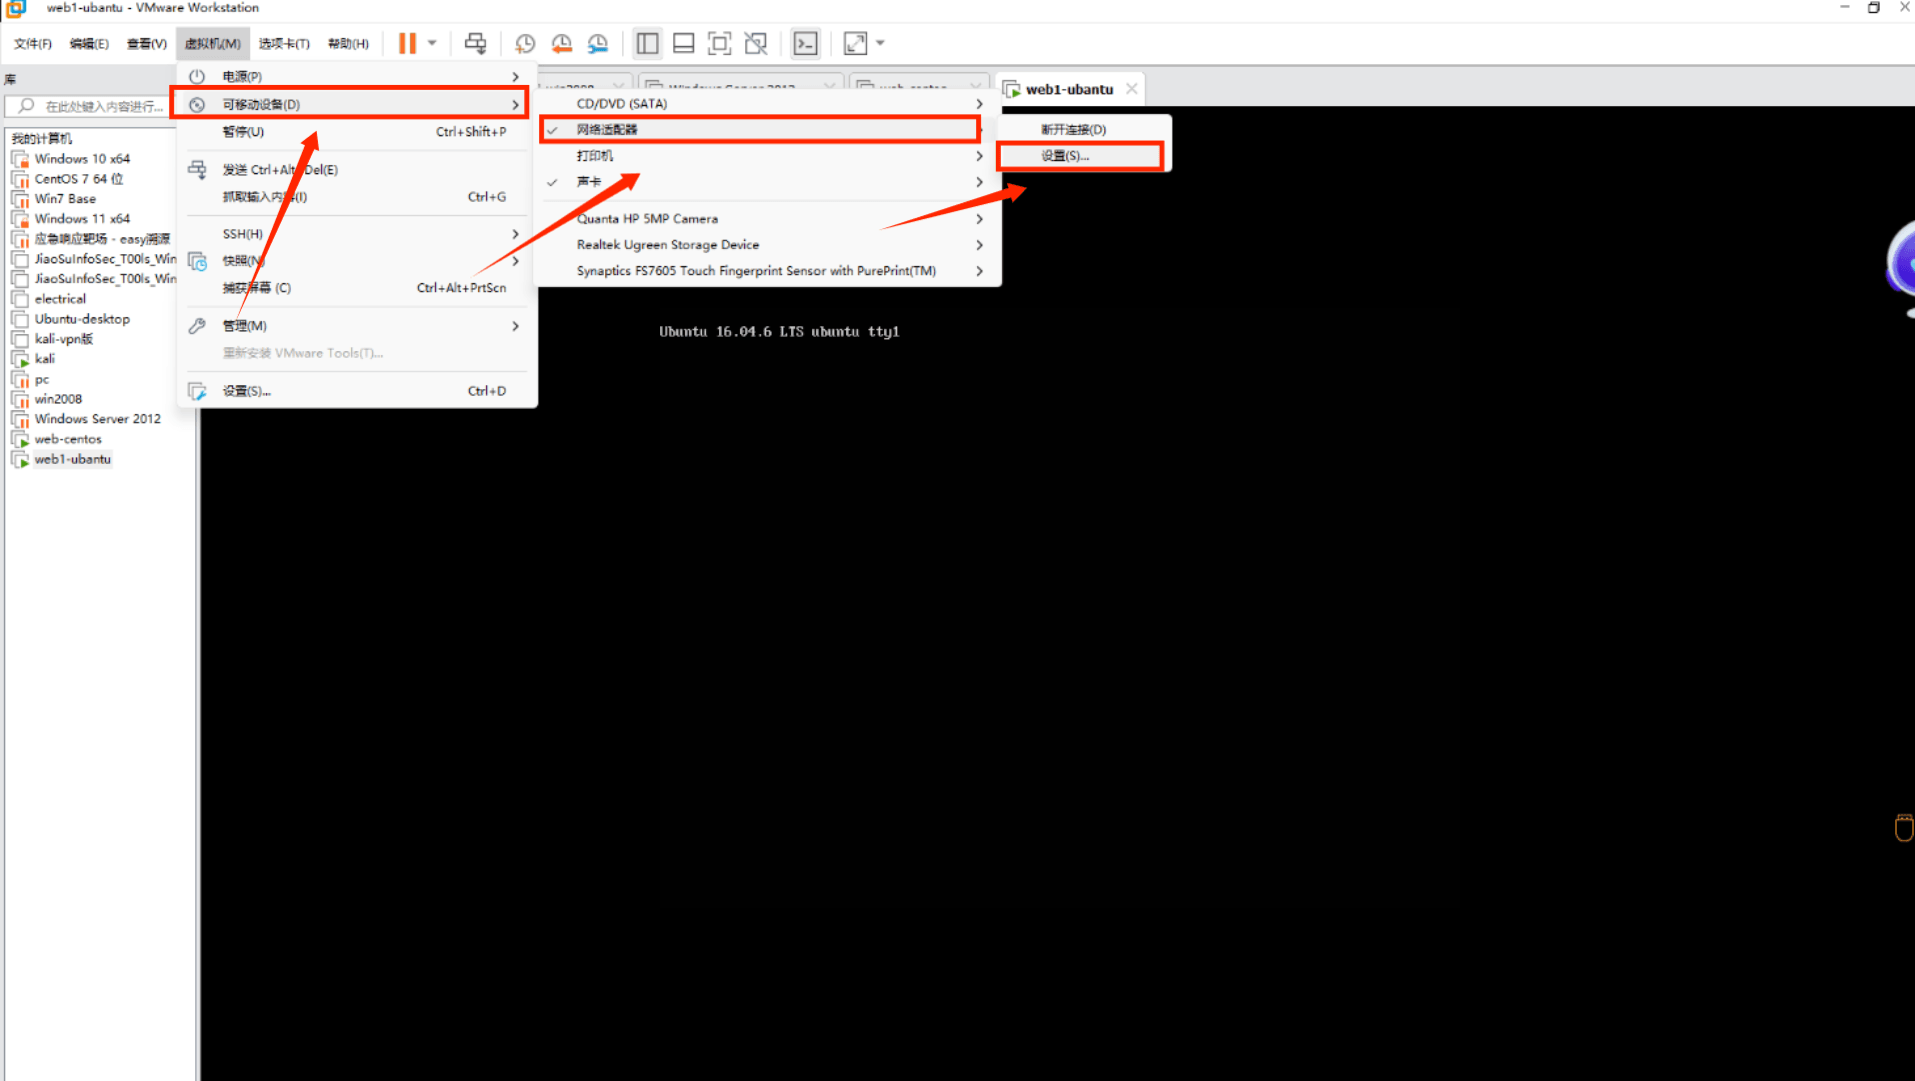 web1-ubantu - VMware Workstation
文件(F) 编辑(E) 查看(V) 虚拟机(M) 选项卡(T) 帮助(H)
库
在此处键入内容进行...
我的计算机
Windows 10 x64
CentOS 7 64 位
Win7 Base
Windows 11 x64
应急响应靶场 - easy溯源
JiaoSuInfoSec_T00ls_Win
JiaoSuInfoSec_T00ls_Win
electrical
Ubuntu-desktop
kali-vpn版
kali
pc
win2008
Windows Server 2012
web-centos
web1-ubantu
电源(P)
可移动设备(D)
暂停(U) Ctrl+Shift+P
发送 Ctrl+Alt+Del(E)
抓取输入内容(I) Ctrl+G
SSH(H)
快照(N)
捕获屏幕 (C) Ctrl+Alt+PrtScn
管理(M)
重新安装 VMware Tools(T)...
设置(S)... Ctrl+D
web1-ubantu
CD/DVD (SATA)
网络适配器
打印机
声卡
Quanta HP 5MP Camera
Realtek Ugreen Storage Device
Synaptics FS7605 Touch Fingerprint Sensor with PurePrint(TM)
断开连接(D)
设置(S)...
Ubuntu 16.04.6 LTS ubuntu tty1